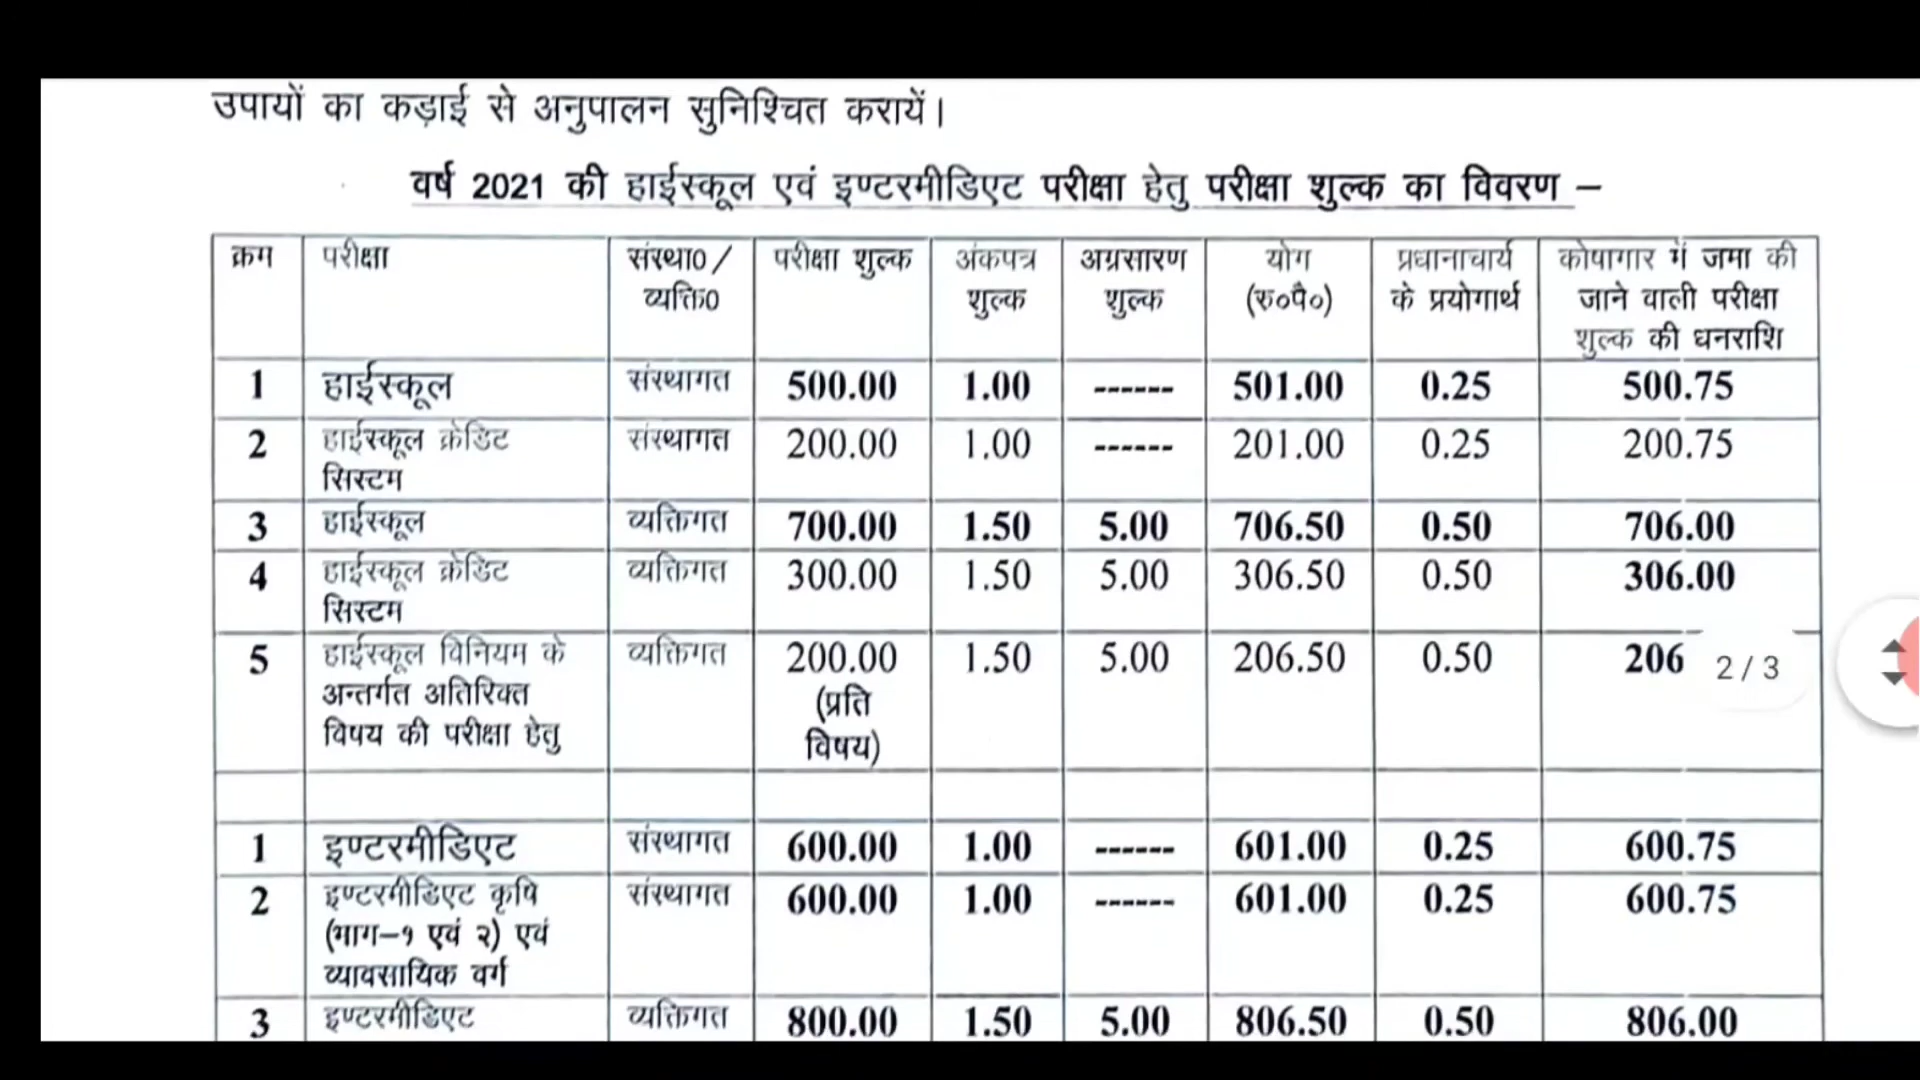 उपायों का कड़ाई से अनुपालन सुनिश्चित करायें।
वर्ष 2021 की हाईस्कूल एवं इण्टरमीडिएट परीक्षा हेतु परीक्षा शुल्क का विवरण –
क्रम परीक्षा संस्था0 / व्यक्ति0 परीक्षा शुल्क अंकपत्र शुल्क अग्रसारण शुल्क योग (रु०पै०) प्रधानाचार्य के प्रयोगार्थ कोषागार में जमा की जाने वाली परीक्षा शुल्क की धनराशि
1 हाईस्कूल संस्थागत 500.00 1.00 ------ 501.00 0.25 500.75
2 हाईस्कूल क्रेडिट संस्थागत 200.00 1.00 ------ 201.00 0.25 200.75
सिस्टम
3 हाईस्कूल व्यक्तिगत 700.00 1.50 5.00 706.50 0.50 706.00
4 हाईस्कूल क्रेडिट व्यक्तिगत 300.00 1.50 5.00 306.50 0.50 306.00
सिस्टम
5 हाईस्कूल विनियम के व्यक्तिगत 200.00 1.50 5.00 206.50 0.50 206
2 / 3
अन्तर्गत अतिरिक्त (प्रति
विषय की परीक्षा हेतु विषय)
1 इण्टरमीडिएट संस्थागत 600.00 1.00 ------ 601.00 0.25 600.75
2 इण्टरमीडिएट कृषि संस्थागत 600.00 1.00 ------ 601.00 0.25 600.75
(भाग–१ एवं २) एवं
व्यावसायिक वर्ग
3 इण्टरमीडिएट व्यक्तिगत 800.00 1.50 5.00 806.50 0.50 806.00